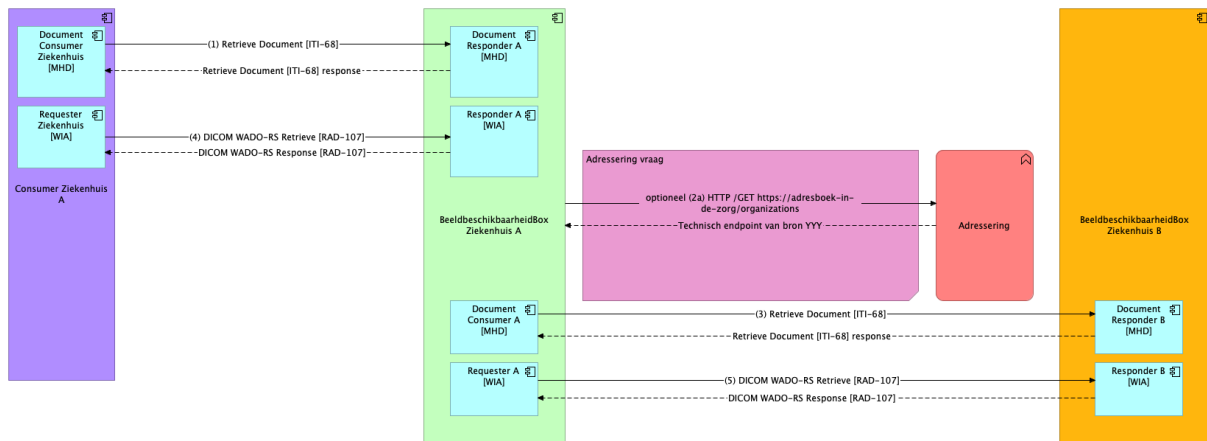 Document
Consumer
Ziekenhuis
[MHD]
(1) Retrieve Document [ITI-68]
Retrieve Document [ITI-68] response
Document
Responder A
[MHD]
Requester
Ziekenhuis
[WIA]
(4) DICOM WADO-RS Retrieve [RAD-107]
DICOM WADO-RS Response [RAD-107]
Responder A
[WIA]
Consumer Ziekenhuis
A
BeeldbeschikbaarheidBox
Ziekenhuis A
Adressering vraag
optioneel (2a) HTTP /GET https://adresboek-in-
de-zorg/organizations
Technisch endpoint van bron YYY
Adressering
BeeldbeschikbaarheidBox
Ziekenhuis B
Document
Consumer A
[MHD]
(3) Retrieve Document [ITI-68]
Retrieve Document [ITI-68] response
Document
Responder B
[MHD]
Requester A
[WIA]
(5) DICOM WADO-RS Retrieve [RAD-107]
DICOM WADO-RS Response [RAD-107]
Responder B
[WIA]